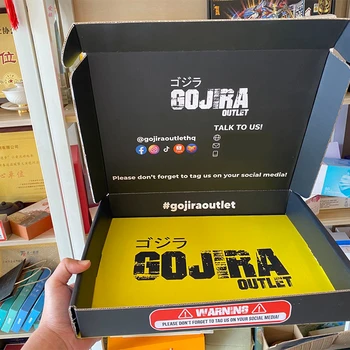 ゴジラ
GOJIRA
OUTLET
TALK TO US!
@gojiraoutlethq
Please don't forget to tag us on your social media!
#gojiraoutlet
ゴジラ
GOJIRA
OUTLET
WARNING
PLEASE DON'T FORGET TO TAG US ON YOUR SOCIAL MEDIA!